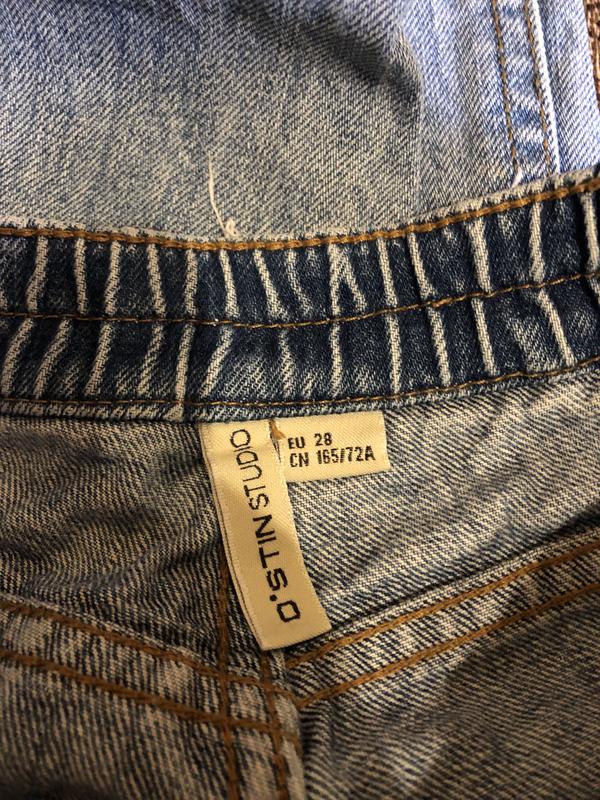 O'STIN STUDIO
EU 28
CN 165/72A